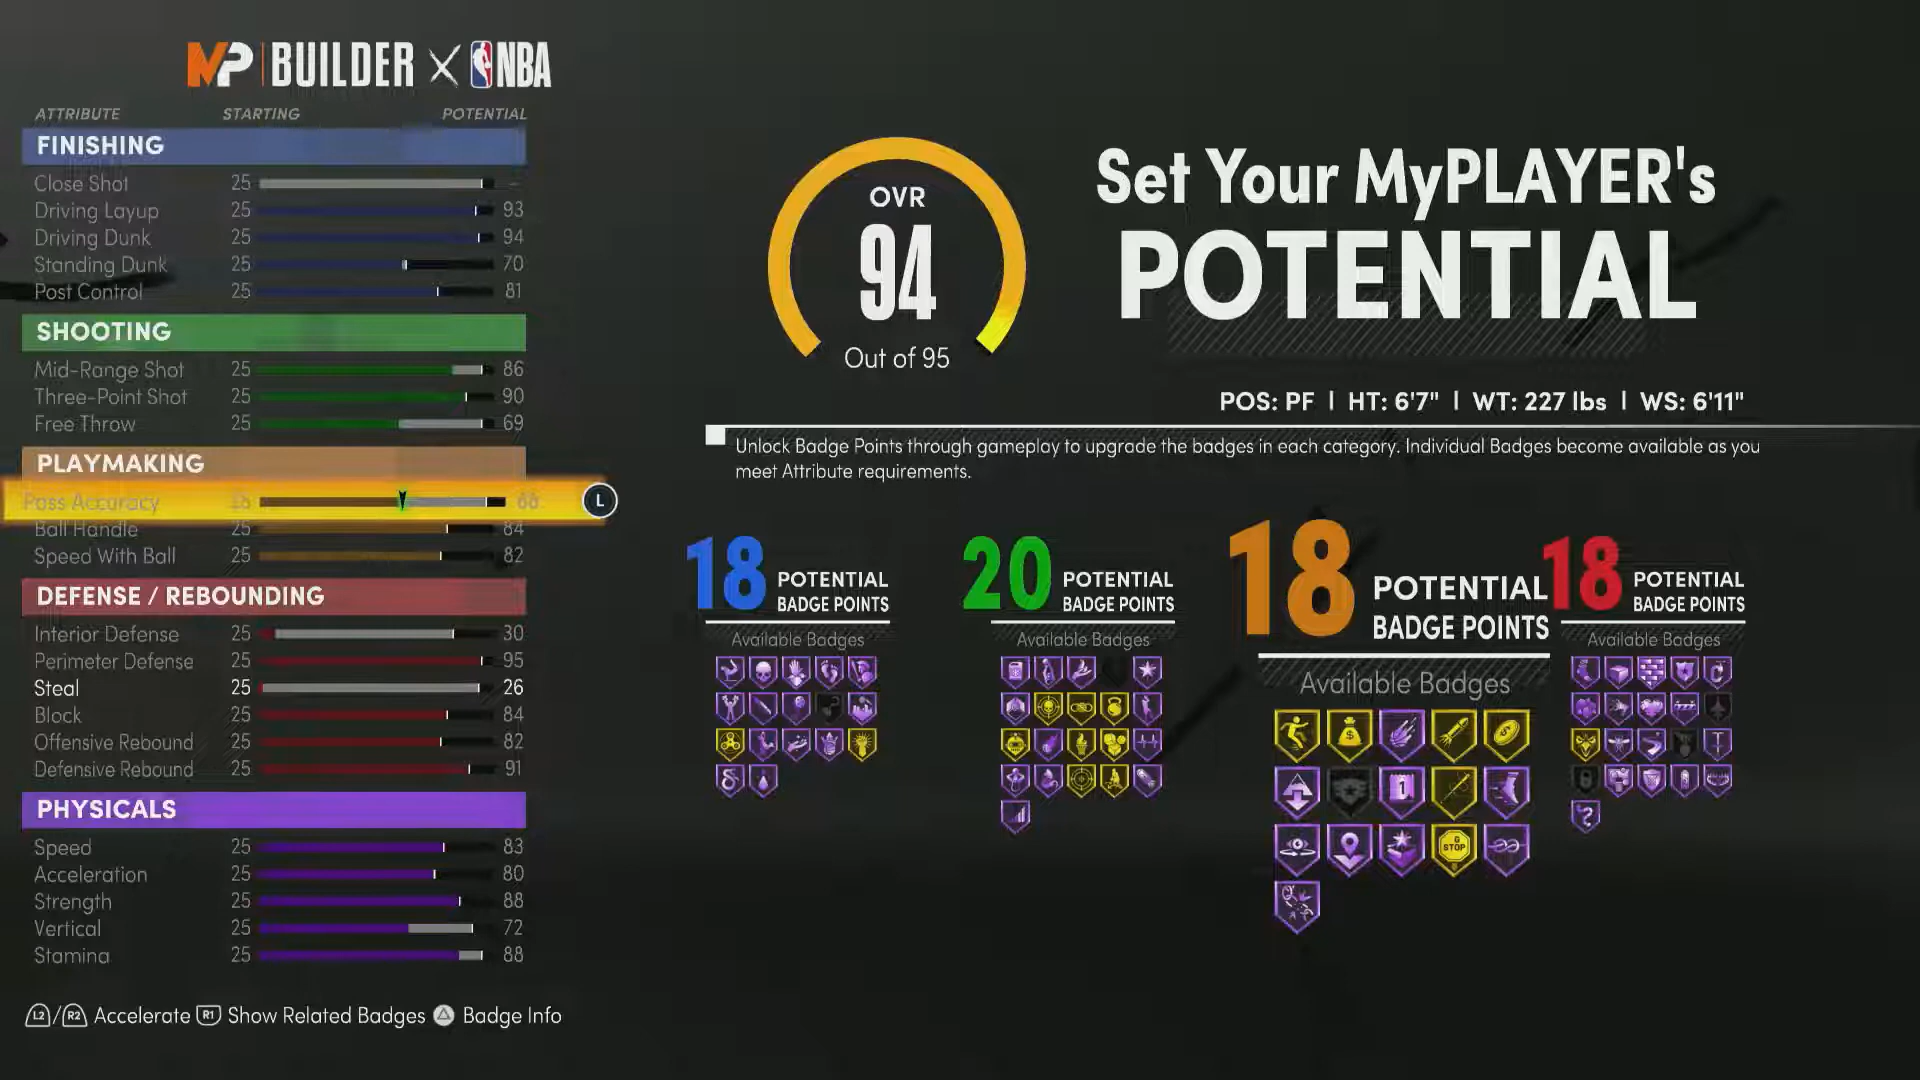 MP BUILDER X NBA
ATTRIBUTE STARTING POTENTIAL
FINISHING
Close Shot 25
Driving Layup 25 93
Driving Dunk 25 94
Standing Dunk 25 70
Post Control 25 81
SHOOTING
Mid-Range Shot 25 86
Three-Point Shot 25 90
Free Throw 25 69
PLAYMAKING
Pass Accuracy L
Ball Handle 25 84
Speed With Ball 25 82
DEFENSE / REBOUNDING
Interior Defense 25 30
Perimeter Defense 25 95
Steal 25 26
Block 25 84
Offensive Rebound 25 82
Defensive Rebound 25 91
PHYSICALS
Speed 25 83
Acceleration 25 80
Strength 25 88
Vertical 25 72
Stamina 25 88
L2/R2 Accelerate R1 Show Related Badges Badge Info
OVR
94
Out of 95
Set Your MyPLAYER's
POTENTIAL
POS: PF | HT: 6'7" | WT: 227 lbs | WS: 6'11"
Unlock Badge Points through gameplay to upgrade the badges in each category. Individual Badges become available as you
meet Attribute requirements.
18 POTENTIAL
BADGE POINTS
Available Badges
20 POTENTIAL
BADGE POINTS
Available Badges
18 POTENTIAL
BADGE POINTS
Available Badges
1
STOP
18 POTENTIAL
BADGE POINTS
Available Badges